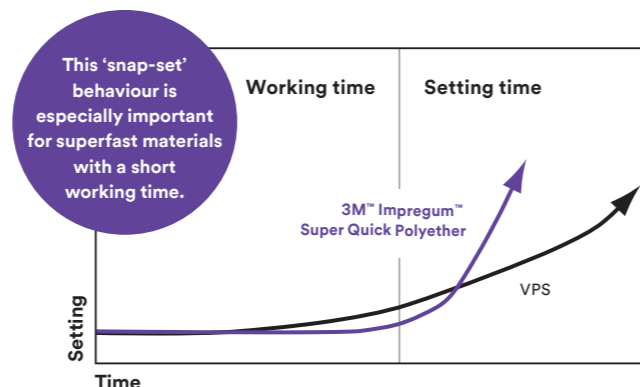 This ‘snap-set’
behaviour is
especially important
for superfast materials
with a short
working time.
Working time
Setting time
3M™ Impregum™
Super Quick Polyether
VPS
Setting
Time